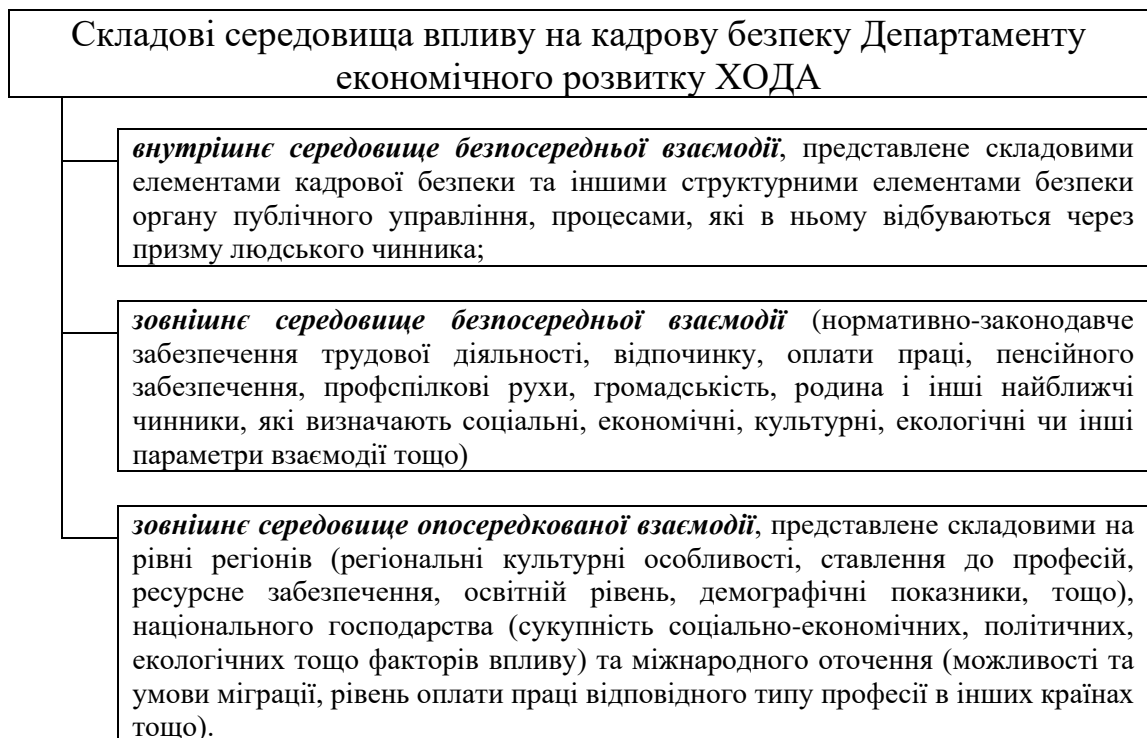 Складові середовища впливу на кадрову безпеку Департаменту
економічного розвитку ХОДА
внутрішнє середовище безпосередньої взаємодії, представлене складовими
елементами кадрової безпеки та іншими структурними елементами безпеки
органу публічного управління, процесами, які в ньому відбуваються через
призму людського чинника;
зовнішнє середовище безпосередньої взаємодії (нормативно-законодавче
забезпечення трудової діяльності, відпочинку, оплати праці, пенсійного
забезпечення, профспілкові рухи, громадськість, родина і інші найближчі
чинники, які визначають соціальні, економічні, культурні, екологічні чи інші
параметри взаємодії тощо)
зовнішнє середовище опосередкованої взаємодії, представлене складовими на
рівні регіонів (регіональні культурні особливості, ставлення до професій,
ресурсне забезпечення, освітній рівень, демографічні показники, тощо),
національного господарства (сукупність соціально-економічних, політичних,
екологічних тощо факторів впливу) та міжнародного оточення (можливості та
умови міграції, рівень оплати праці відповідного типу професії в інших країнах
тощо).